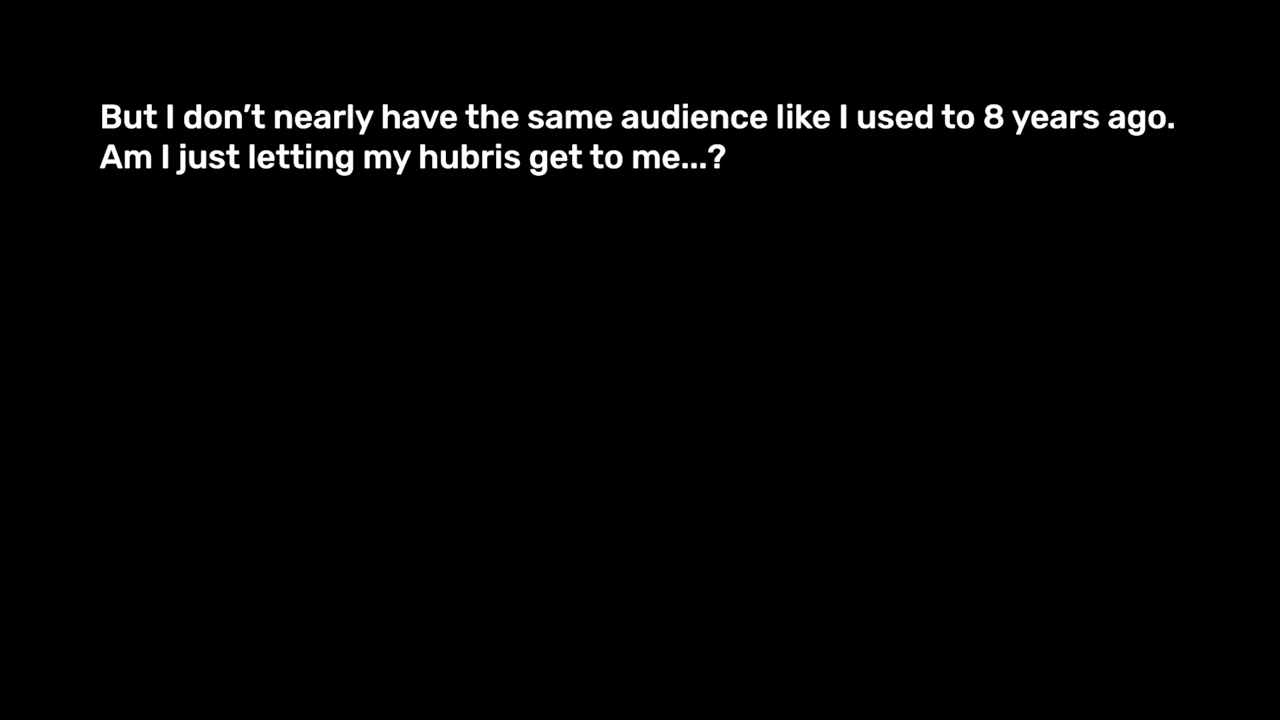 But I don’t nearly have the same audience like I used to 8 years ago.
Am I just letting my hubris get to me...?